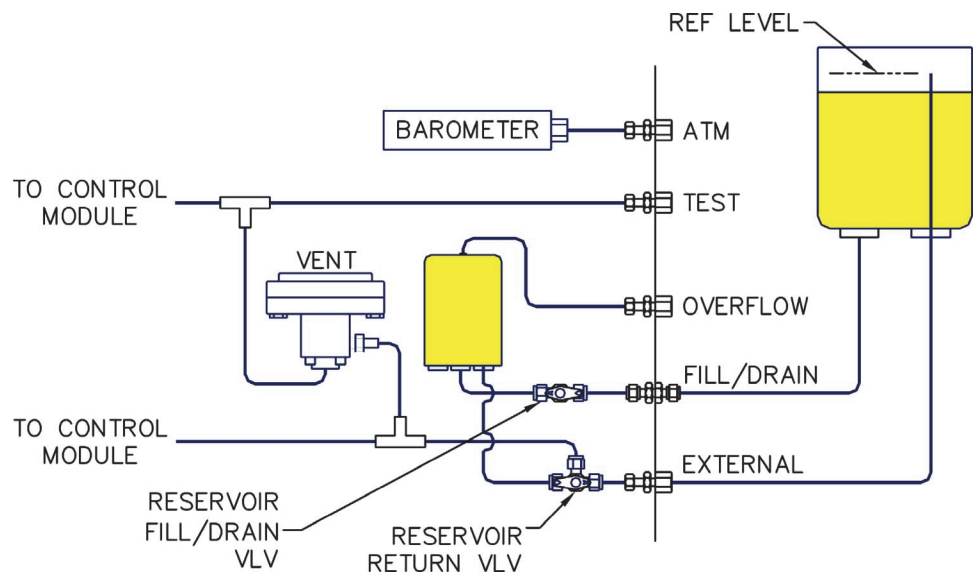 REF LEVEL
BAROMETER
ATM
TO CONTROL
MODULE
TEST
VENT
OVERFLOW
FILL/DRAIN
TO CONTROL
MODULE
EXTERNAL
RESERVOIR
FILL/DRAIN
VLV
RESERVOIR
RETURN VLV